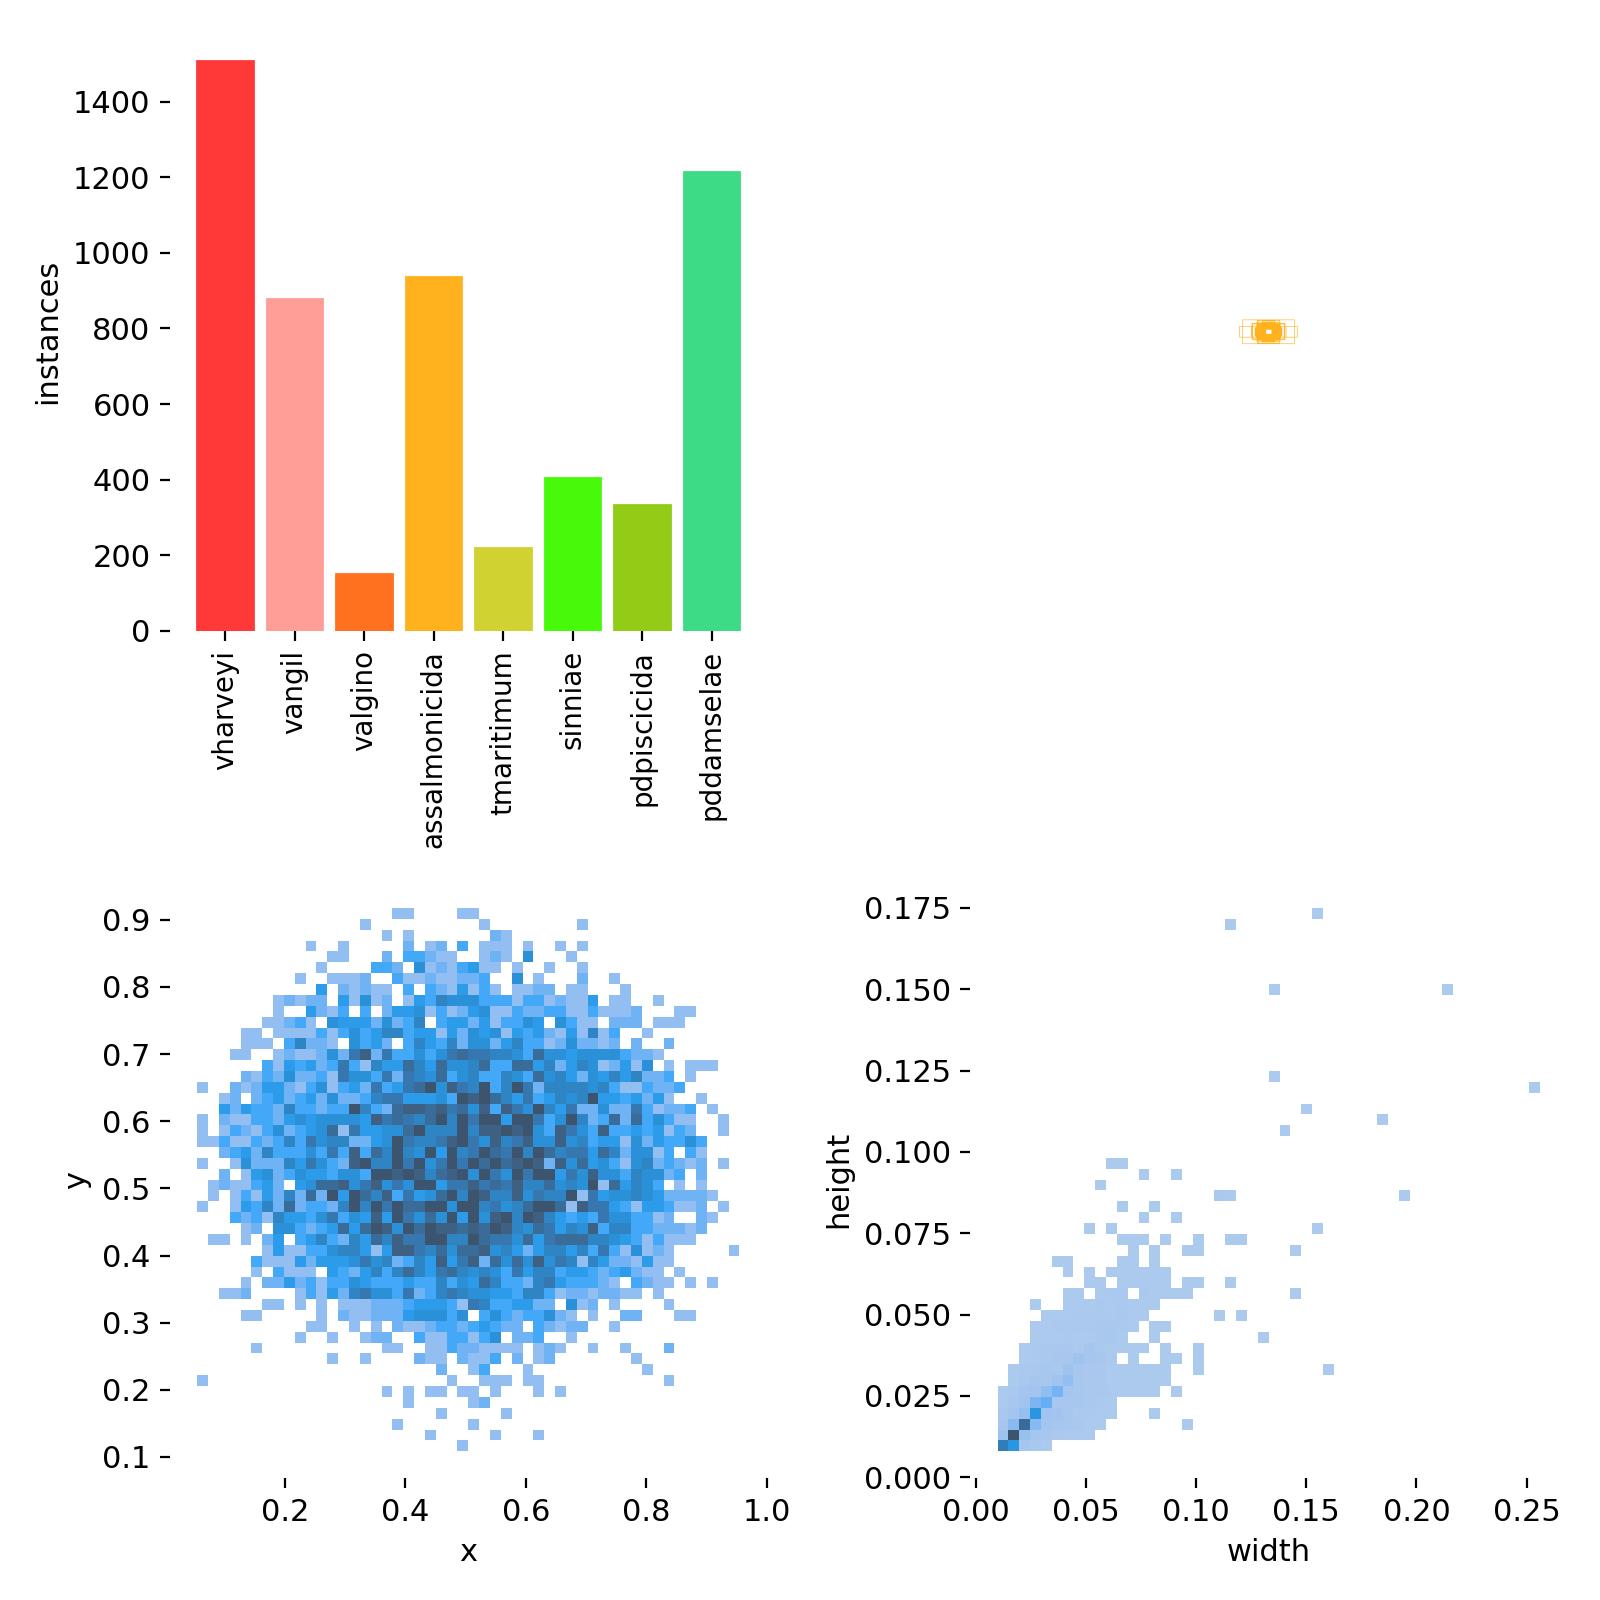 1400
1200
1000
800
600
400
200
0
instances
vharveyi
vangil
valgino
assalmonicida
tmaritimum
sinniae
pdpiscicida
pddamselae
0.9
0.8
0.7
0.6
0.5
0.4
0.3
0.2
0.1
y
0.2 0.4 0.6 0.8 1.0
x
0.175
0.150
0.125
0.100
0.075
0.050
0.025
0.000
height
0.00 0.05 0.10 0.15 0.20 0.25
width